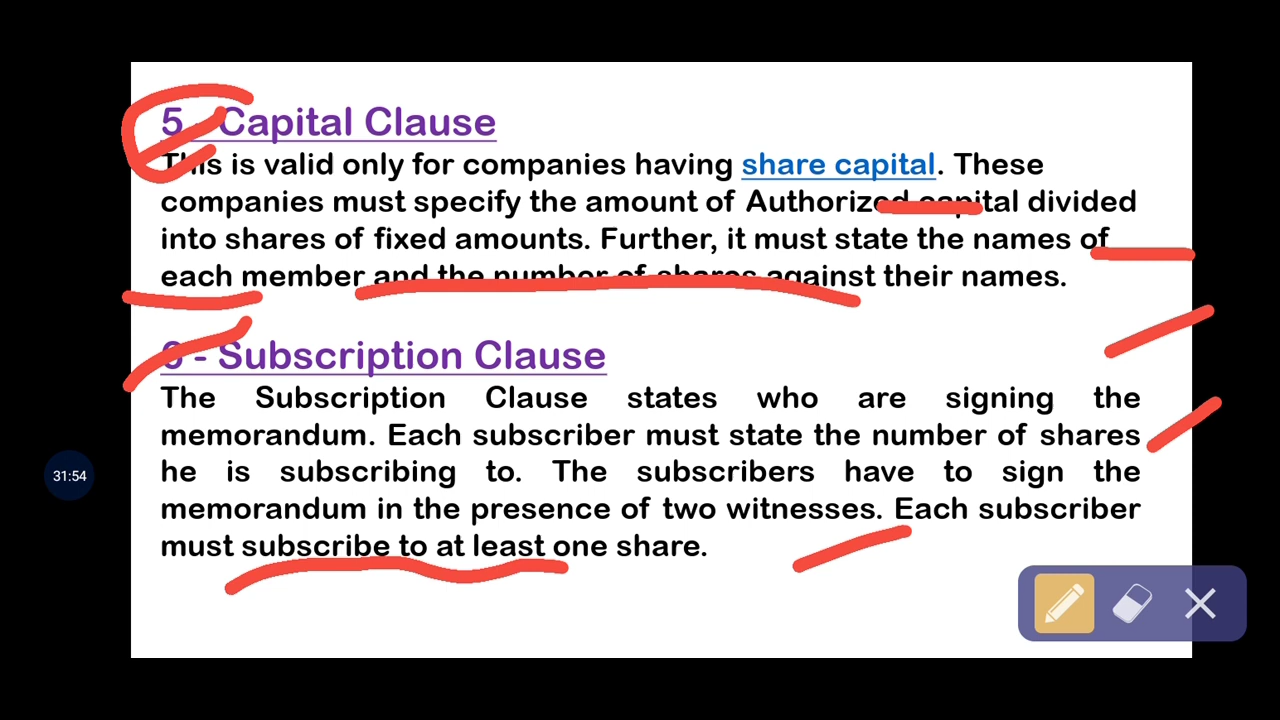 5 - Capital Clause
This is valid only for companies having share capital. These
companies must specify the amount of Authorized capital divided
into shares of fixed amounts. Further, it must state the names of
each member and the number of shares against their names.
6 - Subscription Clause
The Subscription Clause states who are signing the
memorandum. Each subscriber must state the number of shares
he is subscribing to. The subscribers have to sign the
memorandum in the presence of two witnesses. Each subscriber
must subscribe to at least one share.
31:54